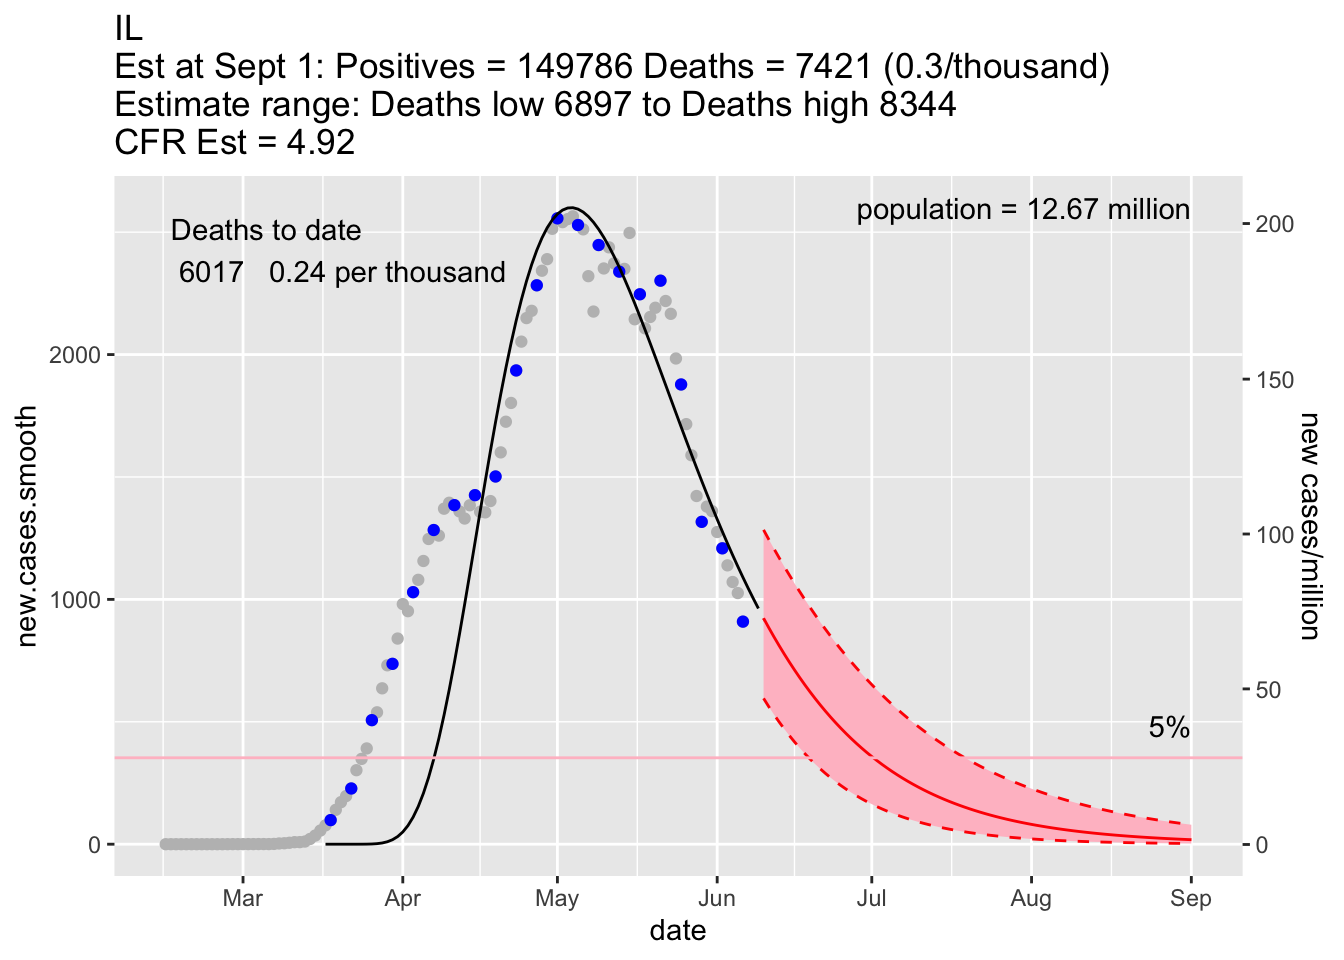 IL
Est at Sept 1: Positives = 149786 Deaths = 7421 (0.3/thousand)
Estimate range: Deaths low 6897 to Deaths high 8344
CFR Est = 4.92
population = 12.67 million
Deaths to date
6017 0.24 per thousand
5%
new.cases.smooth
2000
1000
0
200
150
100
50
0
new cases/million
Mar Apr May Jun Jul Aug Sep
date